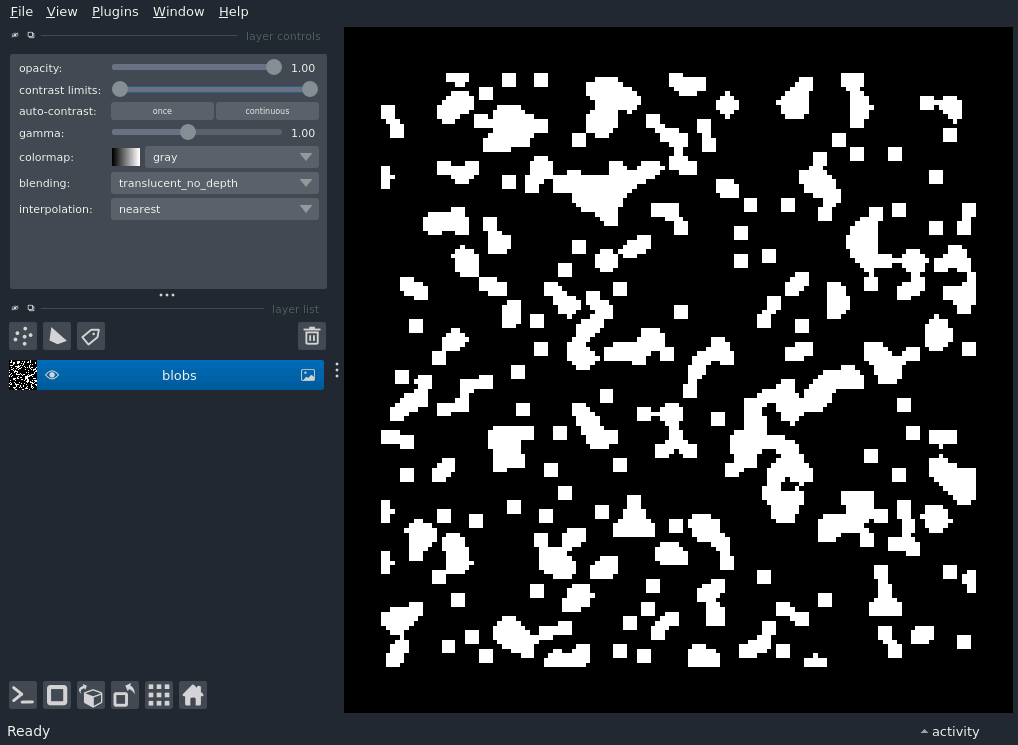 File View Plugins Window Help
layer controls
opacity: 1.00
contrast limits:
auto-contrast: once continuous
gamma: 1.00
colormap: gray
blending: translucent_no_depth
interpolation: nearest
layer list
blobs
Ready
activity